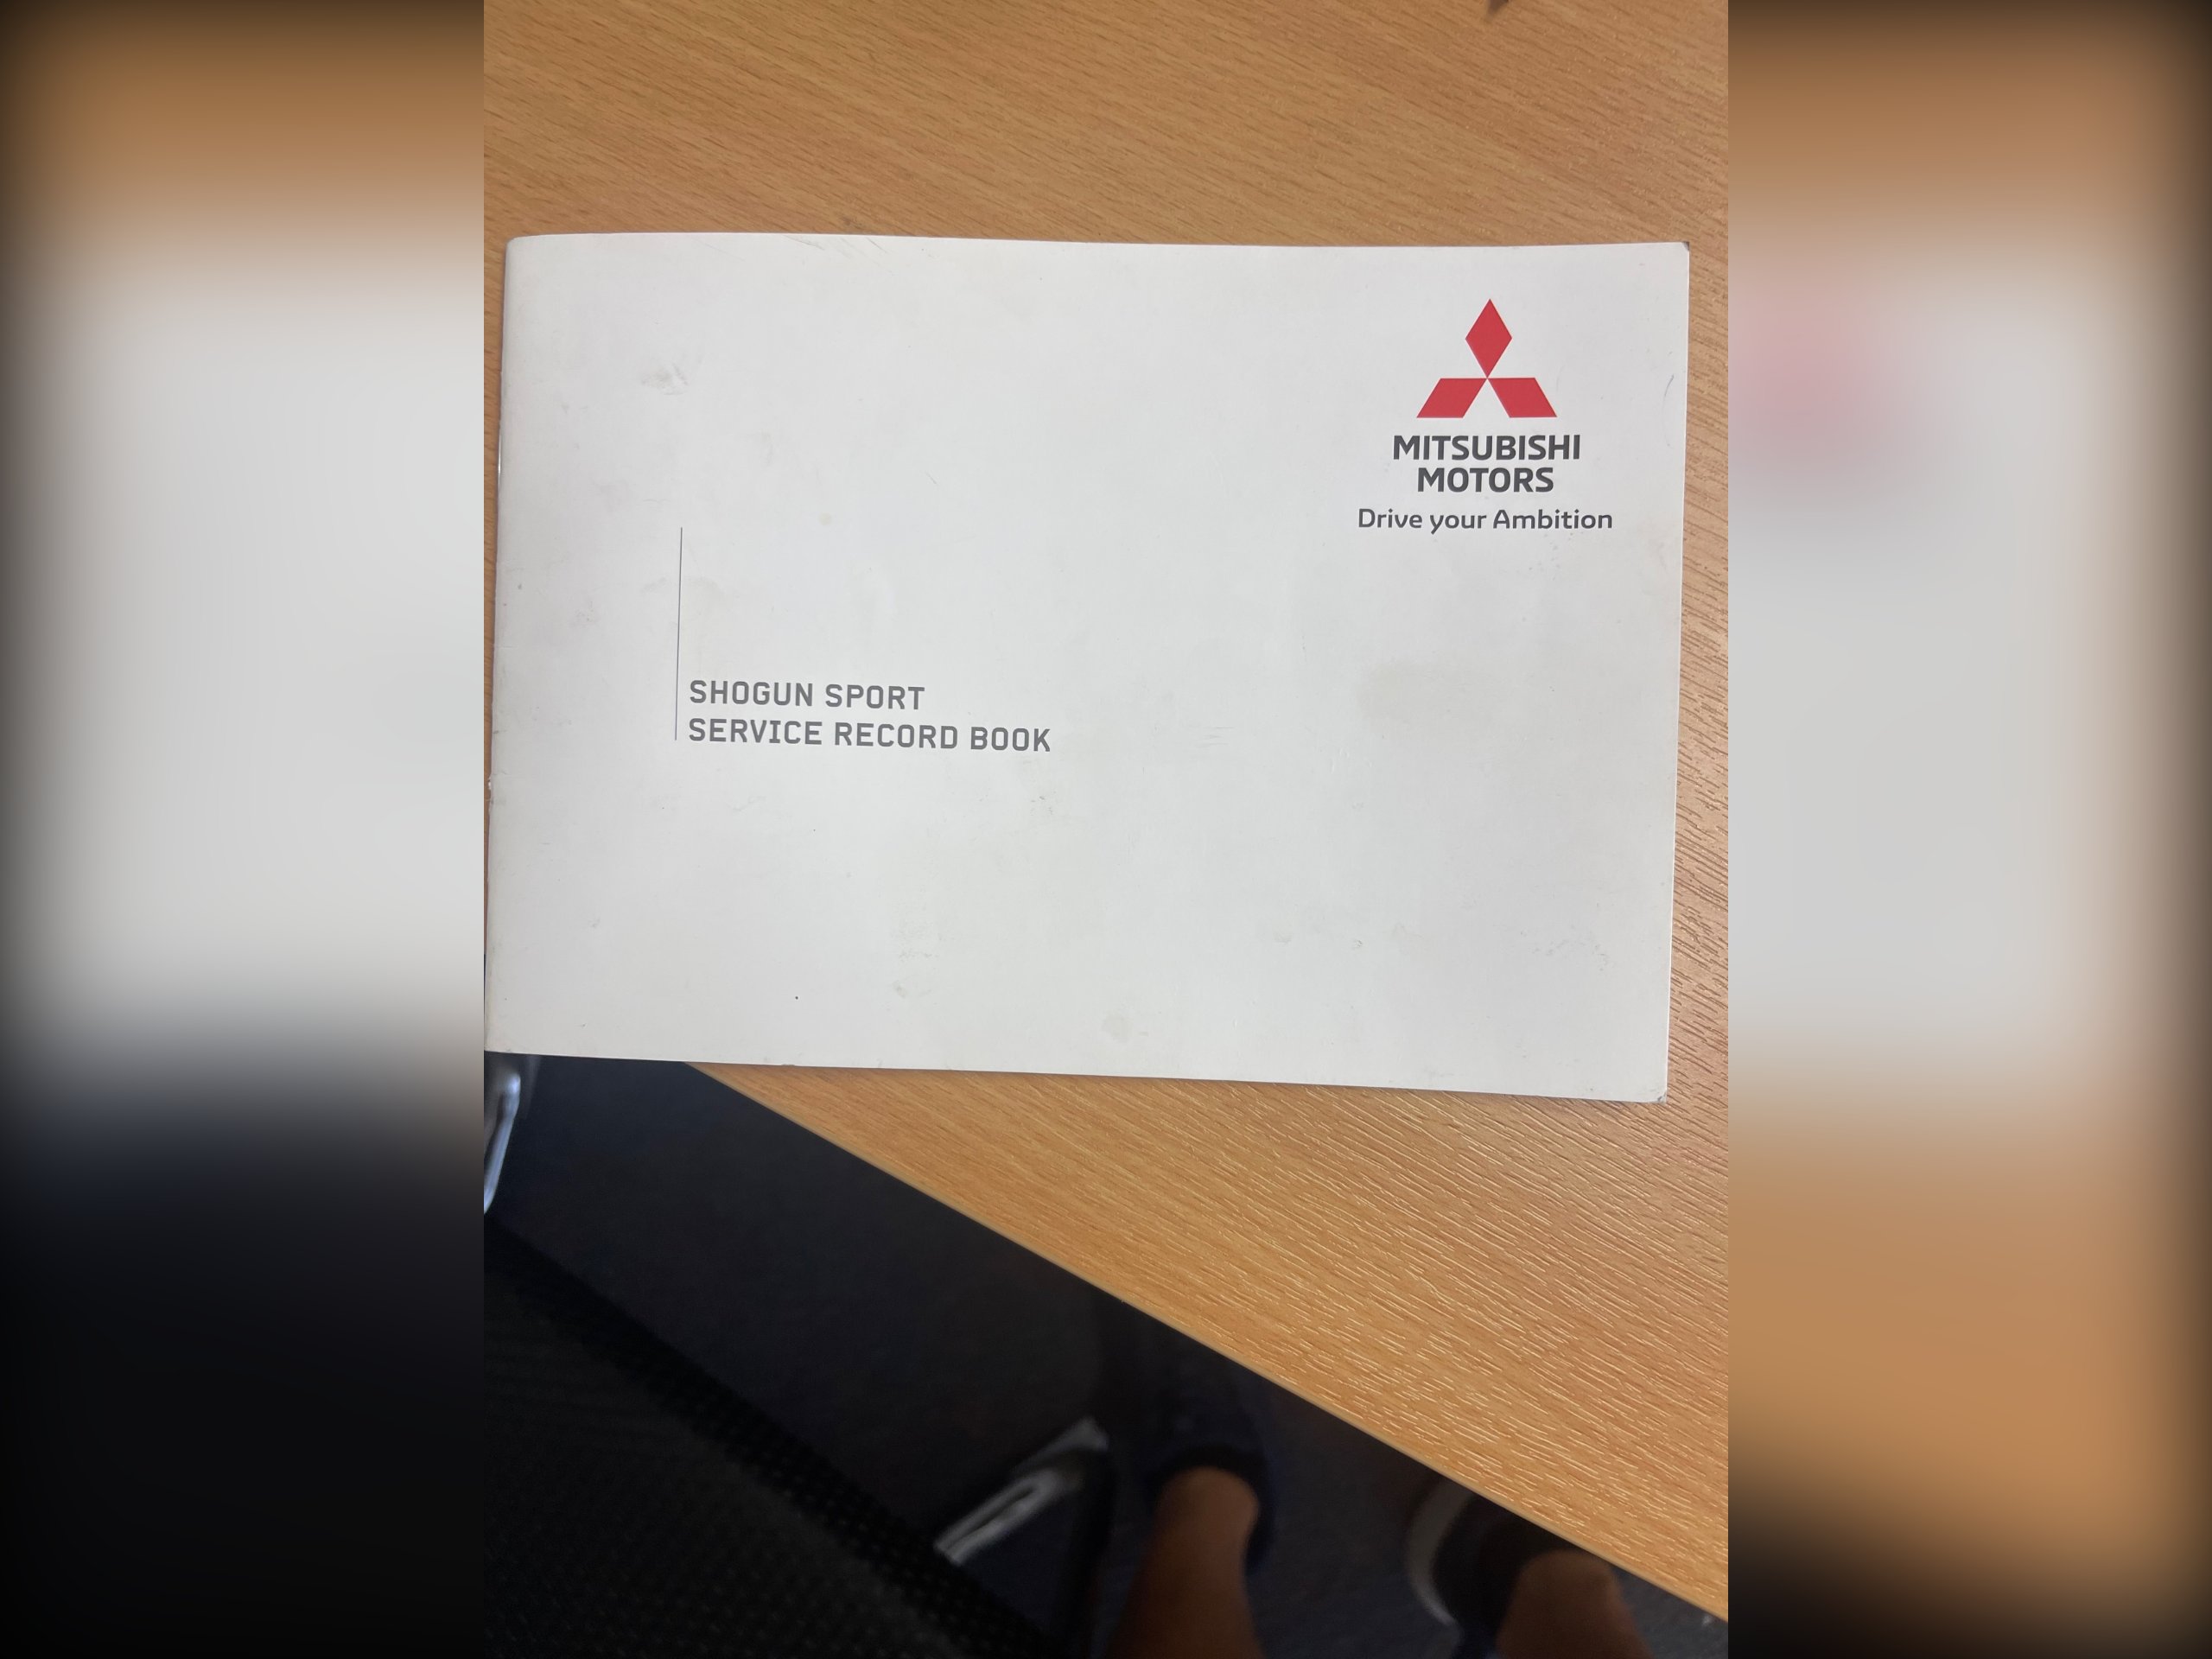 MITSUBISHI
MOTORS
Drive your Ambition
SHOGUN SPORT
SERVICE RECORD BOOK